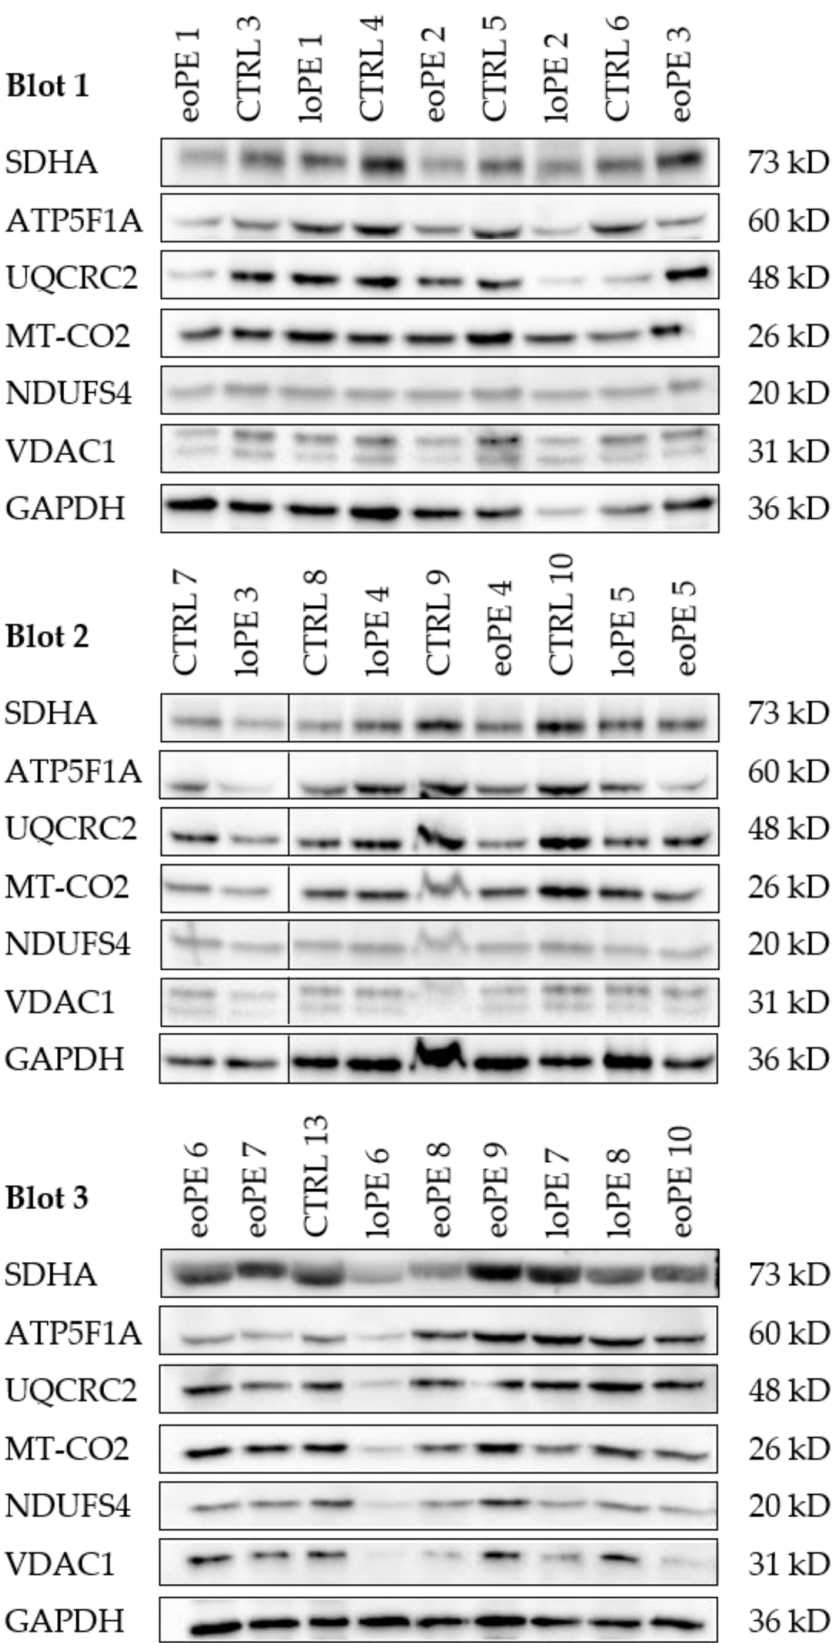 Blot 1 eoPE 1 CTRL 3 loPE 1 CTRL 4 eoPE 2 CTRL 5 loPE 2 CTRL 6 eoPE 3
SDHA 73 kD
ATP5F1A 60 kD
UQCRC2 48 kD
MT-CO2 26 kD
NDUFS4 20 kD
VDAC1 31 kD
GAPDH 36 kD
Blot 2 CTRL 7 loPE 3 CTRL 8 loPE 4 CTRL 9 eoPE 4 CTRL 10 loPE 5 eoPE 5
SDHA 73 kD
ATP5F1A 60 kD
UQCRC2 48 kD
MT-CO2 26 kD
NDUFS4 20 kD
VDAC1 31 kD
GAPDH 36 kD
Blot 3 eoPE 6 eoPE 7 CTRL 13 loPE 6 eoPE 8 eoPE 9 loPE 7 loPE 8 eoPE 10
SDHA 73 kD
ATP5F1A 60 kD
UQCRC2 48 kD
MT-CO2 26 kD
NDUFS4 20 kD
VDAC1 31 kD
GAPDH 36 kD